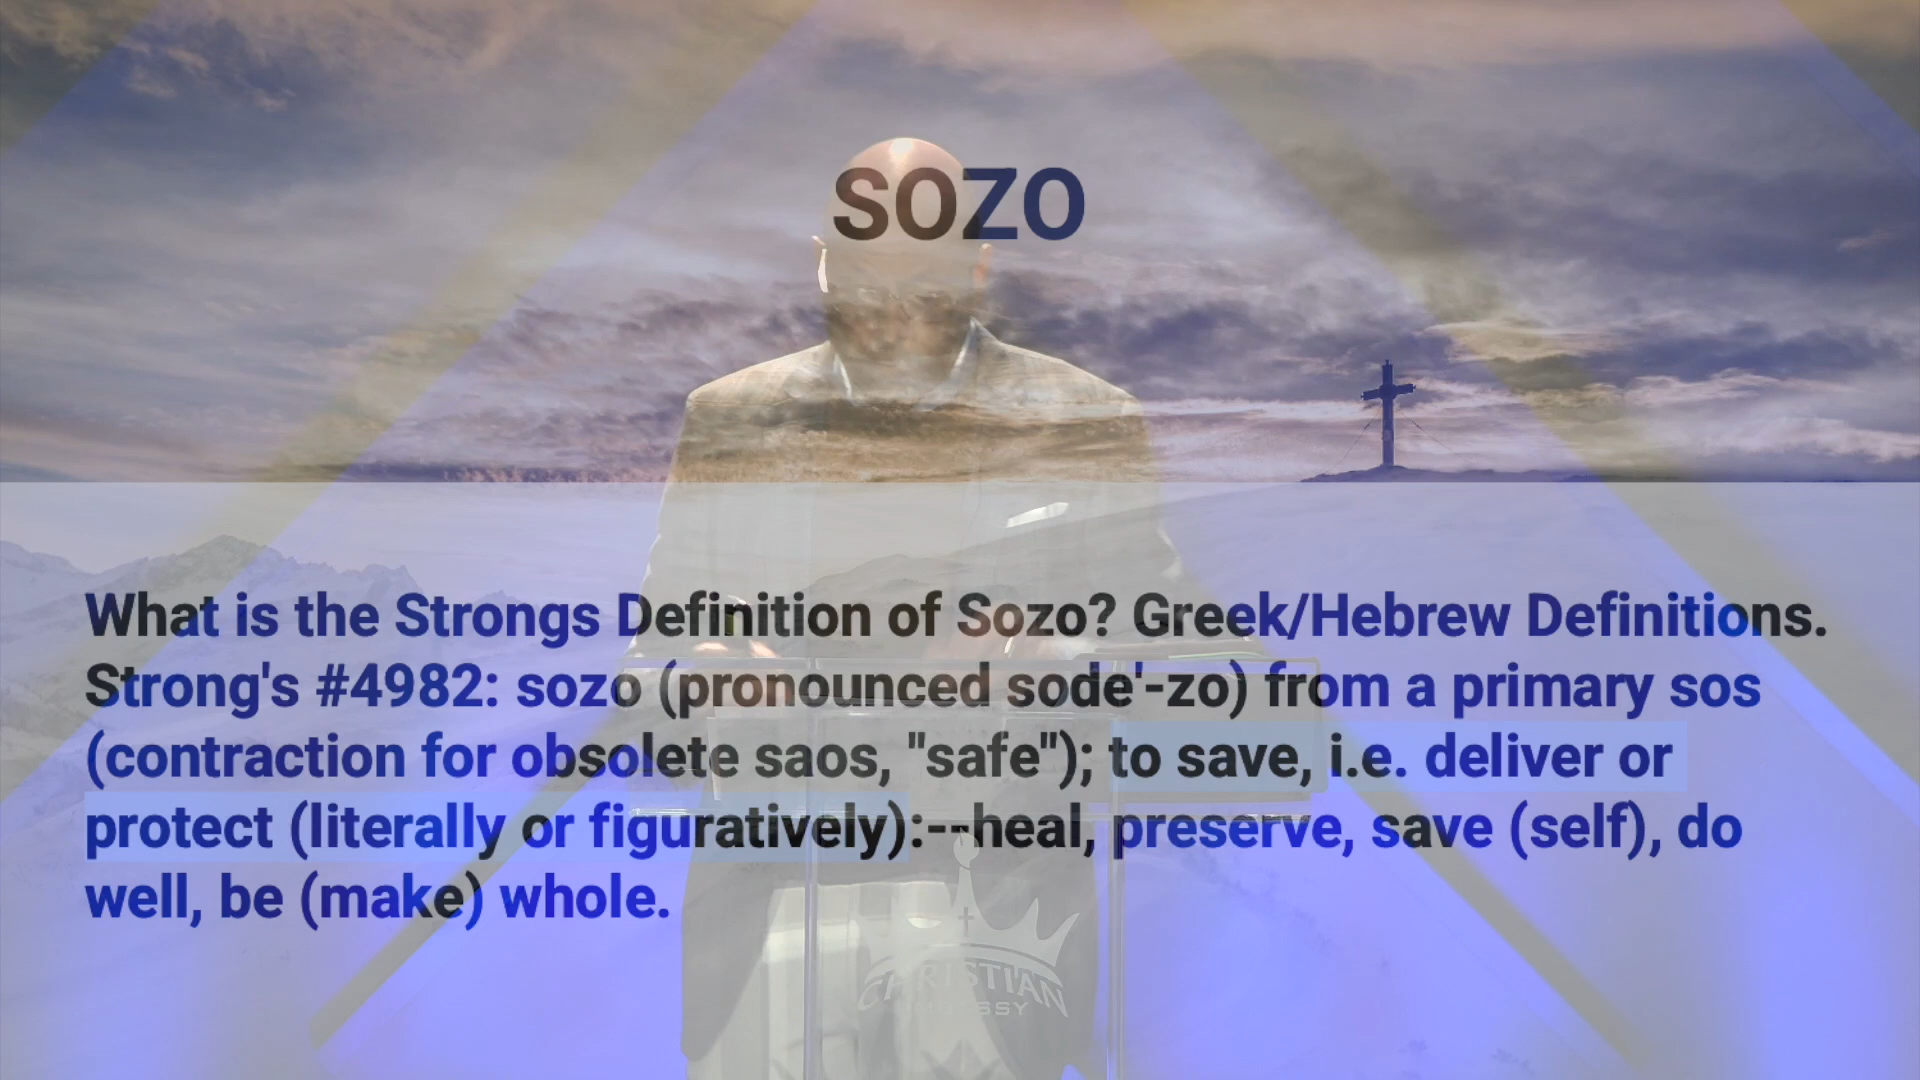 SOZO
What is the Strongs Definition of Sozo? Greek/Hebrew Definitions.
Strong's #4982: sozo (pronounced sode'-zo) from a primary sos
(contraction for obsolete saos, "safe"); to save, i.e. deliver or
protect (literally or figuratively):--heal, preserve, save (self), do
well, be (make) whole.
CHRISTIAN